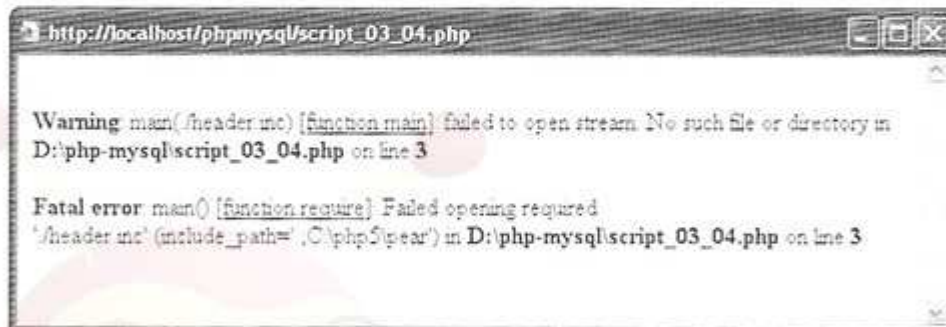 http://localhost/phpmysql/script_03_04.php
Warning: main(./header.inc) [function.main]: failed to open stream: No such file or directory in
D:\php-mysql\script_03_04.php on line 3
Fatal error: main() [function.require]: Failed opening required
'./header.inc' (include_path='.;C:\php5\pear') in D:\php-mysql\script_03_04.php on line 3